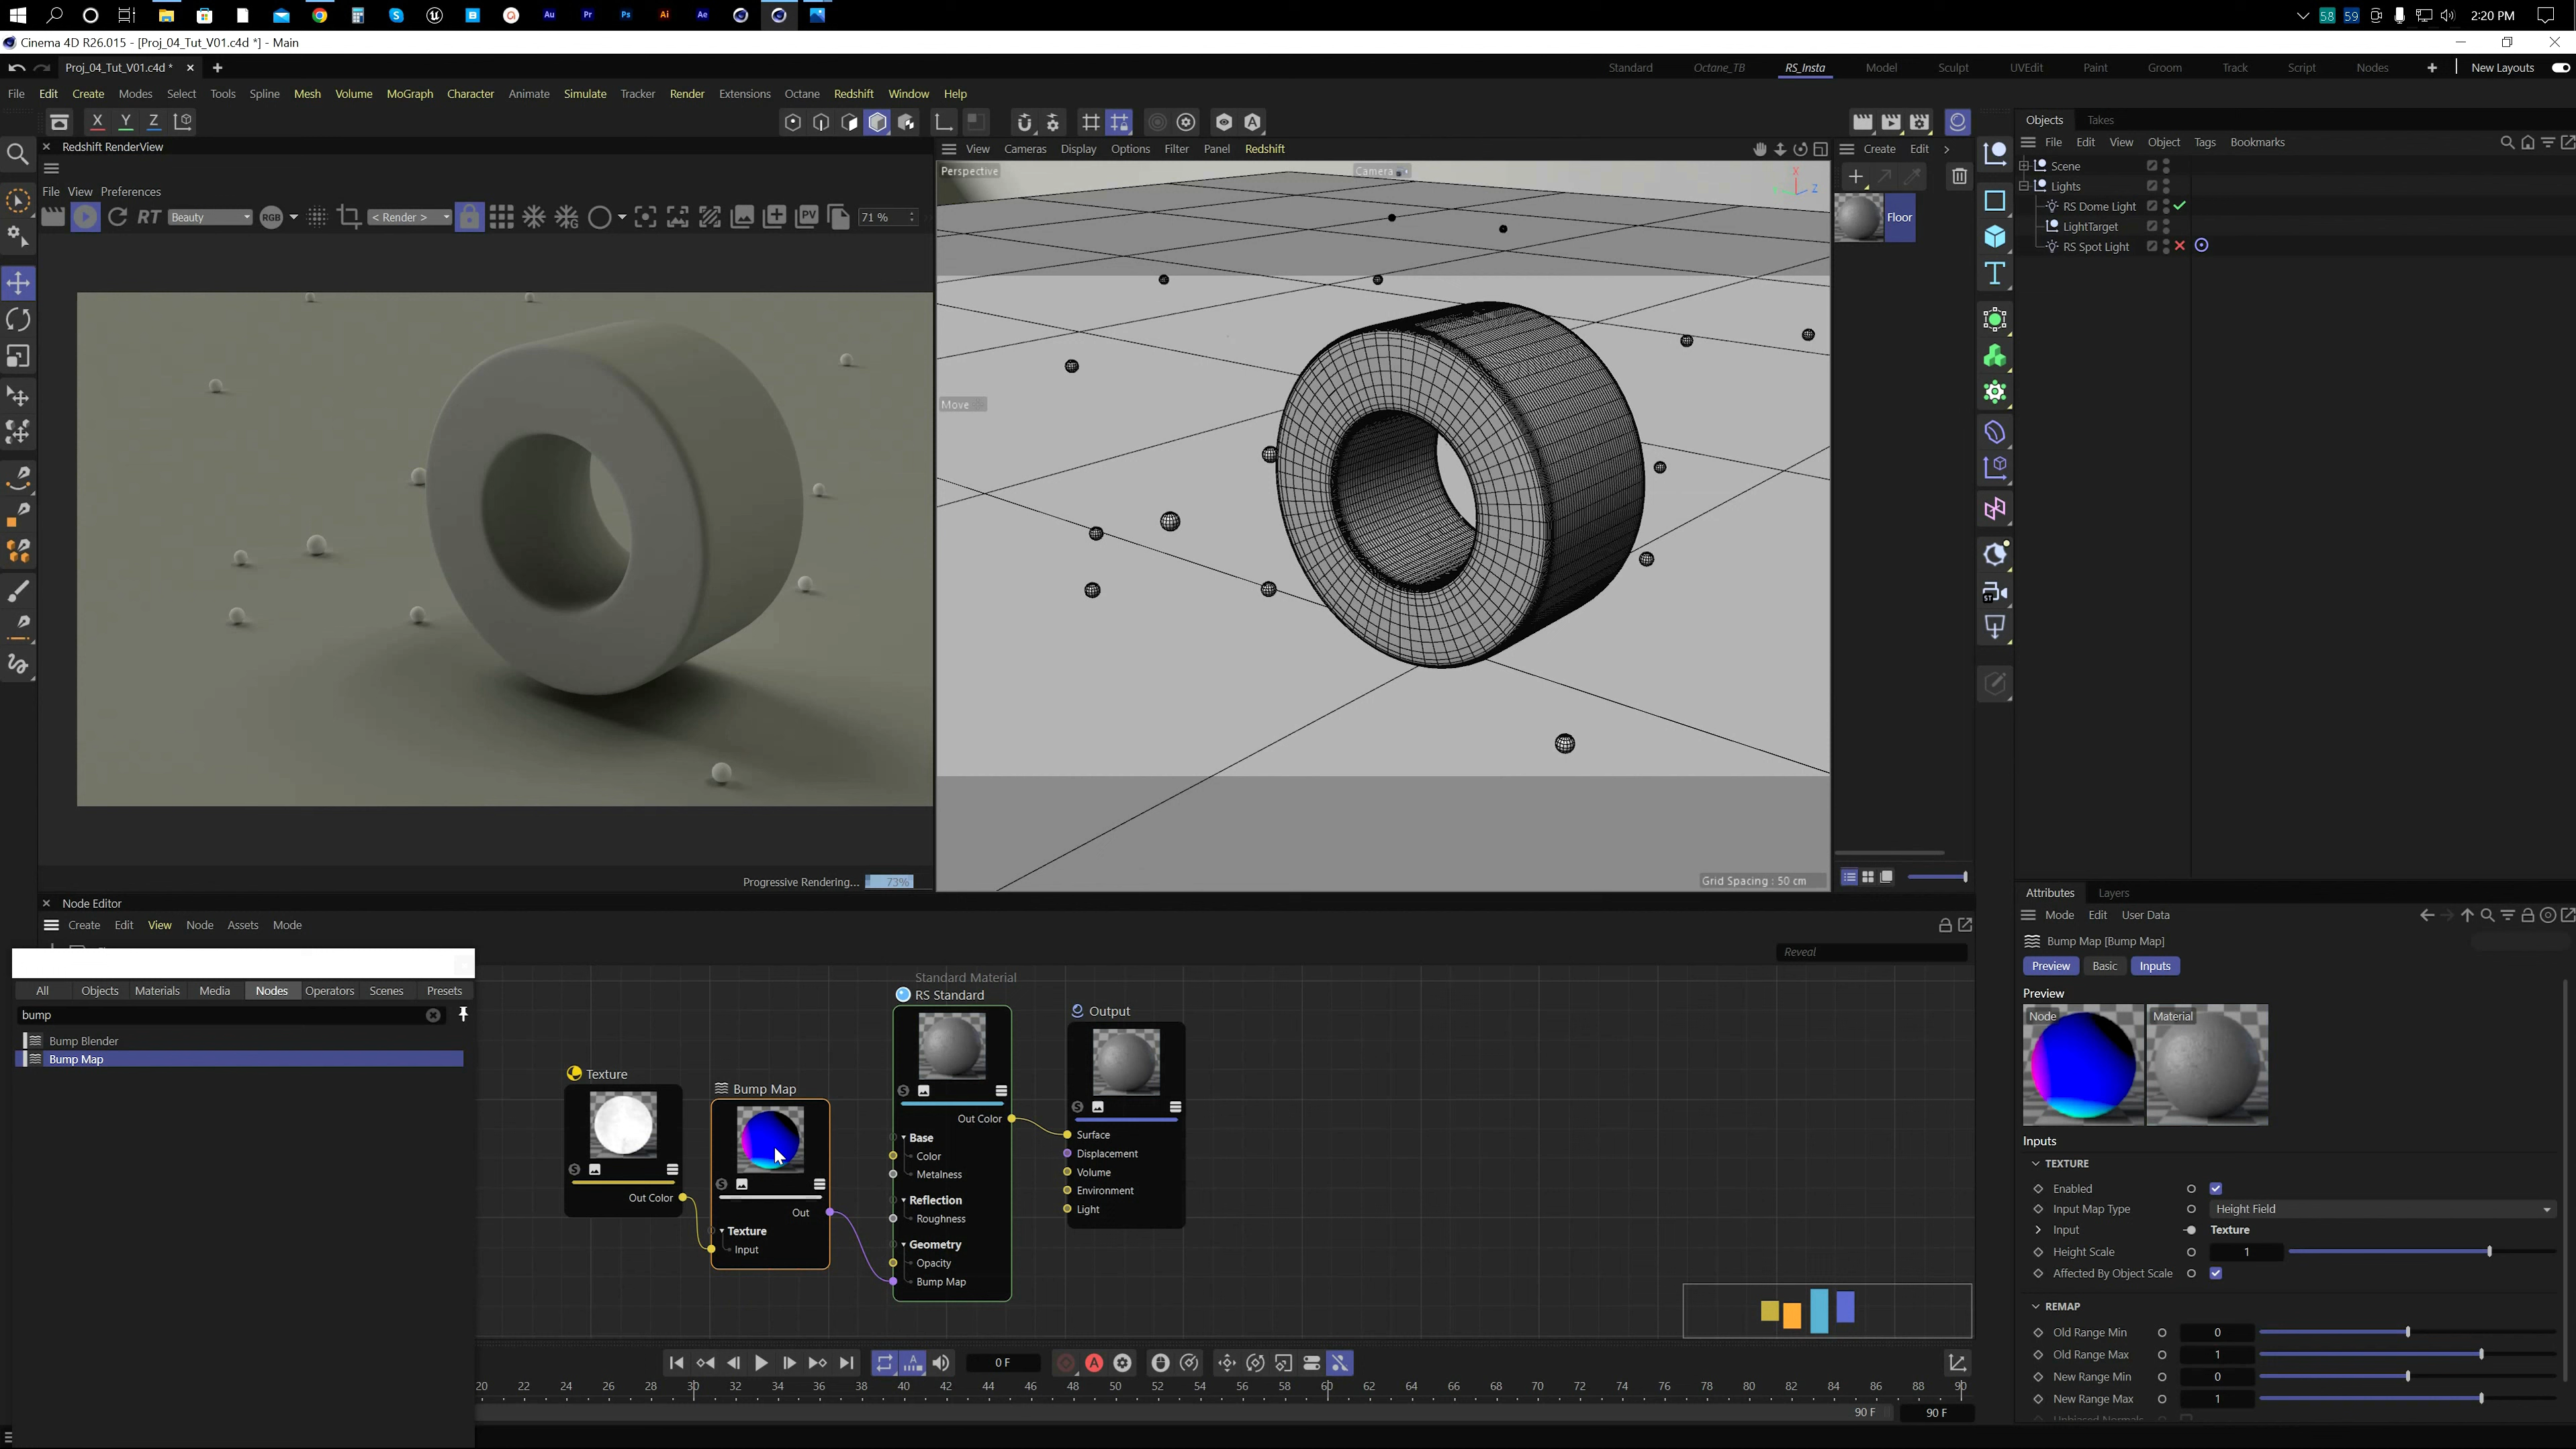 Au
Pr
Ps
Ai
Ae
58
59
2:20 PM
Cinema 4D R26.015 - [Proj_04_Tut_V01.c4d *] - Main
Proj_04_Tut_V01.c4d *
Standard
Octane_TB
RS_Insta
Model
Sculpt
UVEdit
Paint
Groom
Track
Script
Nodes
New Layouts
File
Edit
Create
Modes
Select
Tools
Spline
Mesh
Volume
MoGraph
Character
Animate
Simulate
Tracker
Render
Extensions
Octane
Redshift
Window
Help
X
Y
Z
Redshift RenderView
File
View
Preferences
RT
Beauty
RGB
< Render >
PV
71 %
View
Cameras
Display
Options
Filter
Panel
Redshift
Perspective
Camera
X
Z
Move
Grid Spacing : 50 cm
Progressive Rendering...
73%
Create
Edit
Floor
Objects
Takes
File
Edit
View
Object
Tags
Bookmarks
Scene
Lights
RS Dome Light
LightTarget
RS Spot Light
ST
Node Editor
Create
Edit
View
Node
Assets
Mode
Reveal
All
Objects
Materials
Media
Nodes
Operators
Scenes
Presets
bump
Bump Blender
Bump Map
Texture
S
Out Color
Bump Map
S
Out
Texture
Input
Standard Material
RS Standard
S
Out Color
Base
Color
Metalness
Reflection
Roughness
Geometry
Opacity
Bump Map
Output
S
Surface
Displacement
Volume
Environment
Light
0 F
20 22 24 26 28 30 32 34 36 38 40 42 44 46 48 50 52 54 56 58 60 62 64 66 68 70 72 74 76 78 80 82 84 86 88 90
90 F
90 F
Attributes
Layers
Mode
Edit
User Data
Bump Map [Bump Map]
Preview
Basic
Inputs
Preview
Node
Material
Inputs
TEXTURE
Enabled
Input Map Type
Height Field
Input
Texture
Height Scale
1
Affected By Object Scale
REMAP
Old Range Min
0
Old Range Max
1
New Range Min
0
New Range Max
1